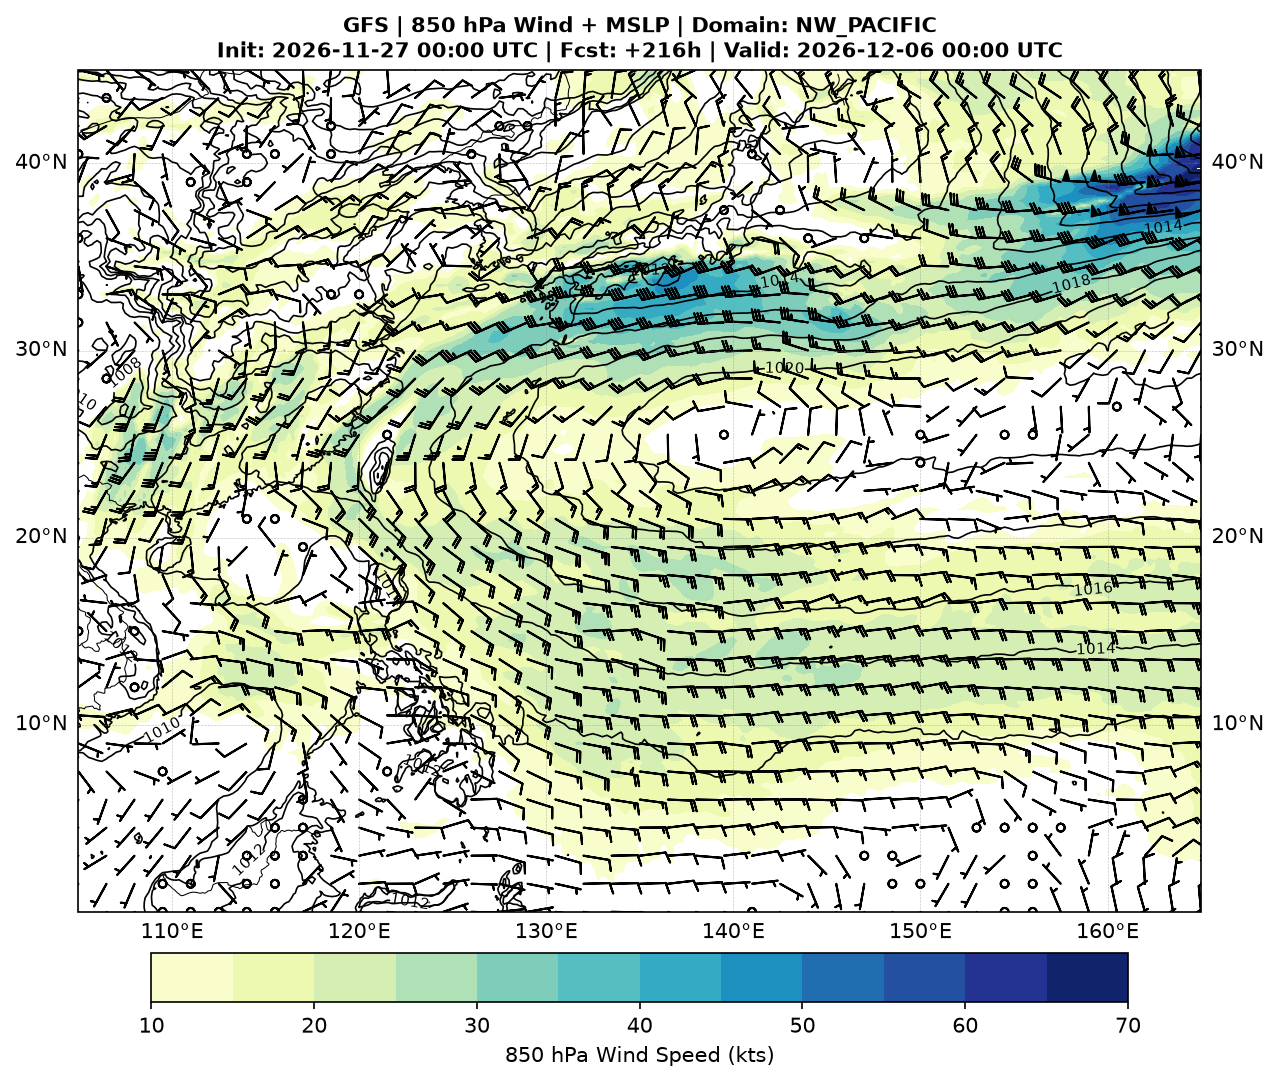 GFS | 850 hPa Wind + MSLP | Domain: NW_PACIFIC
Init: 2026-11-27 00:00 UTC | Fcst: +216h | Valid: 2026-12-06 00:00 UTC
40°N
40°N
1014
1018
1014
30°N
30°N
1008
1020
10
20°N
20°N
1016
1014
10°N
10°N
1010
1012
1012
110°E
120°E
130°E
140°E
150°E
160°E
10
20
30
40
50
60
70
850 hPa Wind Speed (kts)